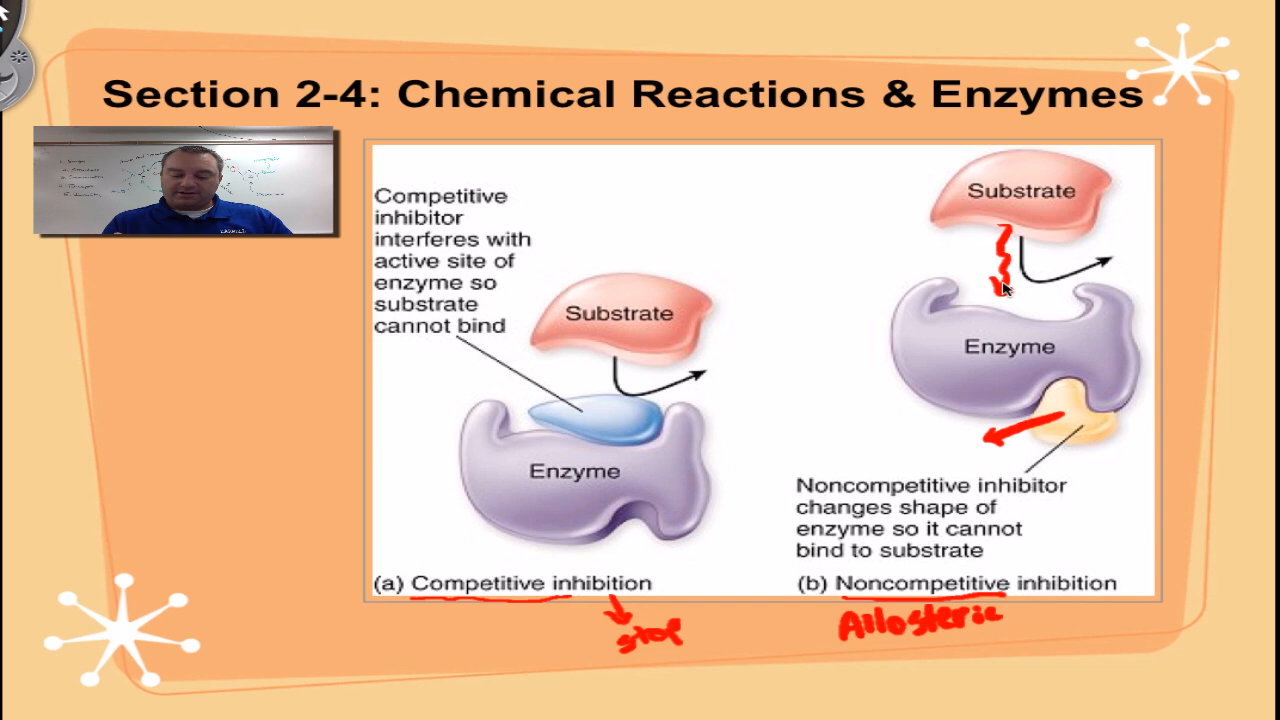 Section 2-4: Chemical Reactions & Enzymes
Competitive
inhibitor
interferes with
active site of
enzyme so
substrate
cannot bind
Substrate
Enzyme
(a) Competitive inhibition
stop
Substrate
Enzyme
Noncompetitive inhibitor
changes shape of
enzyme so it cannot
bind to substrate
(b) Noncompetitive inhibition
Allosteric